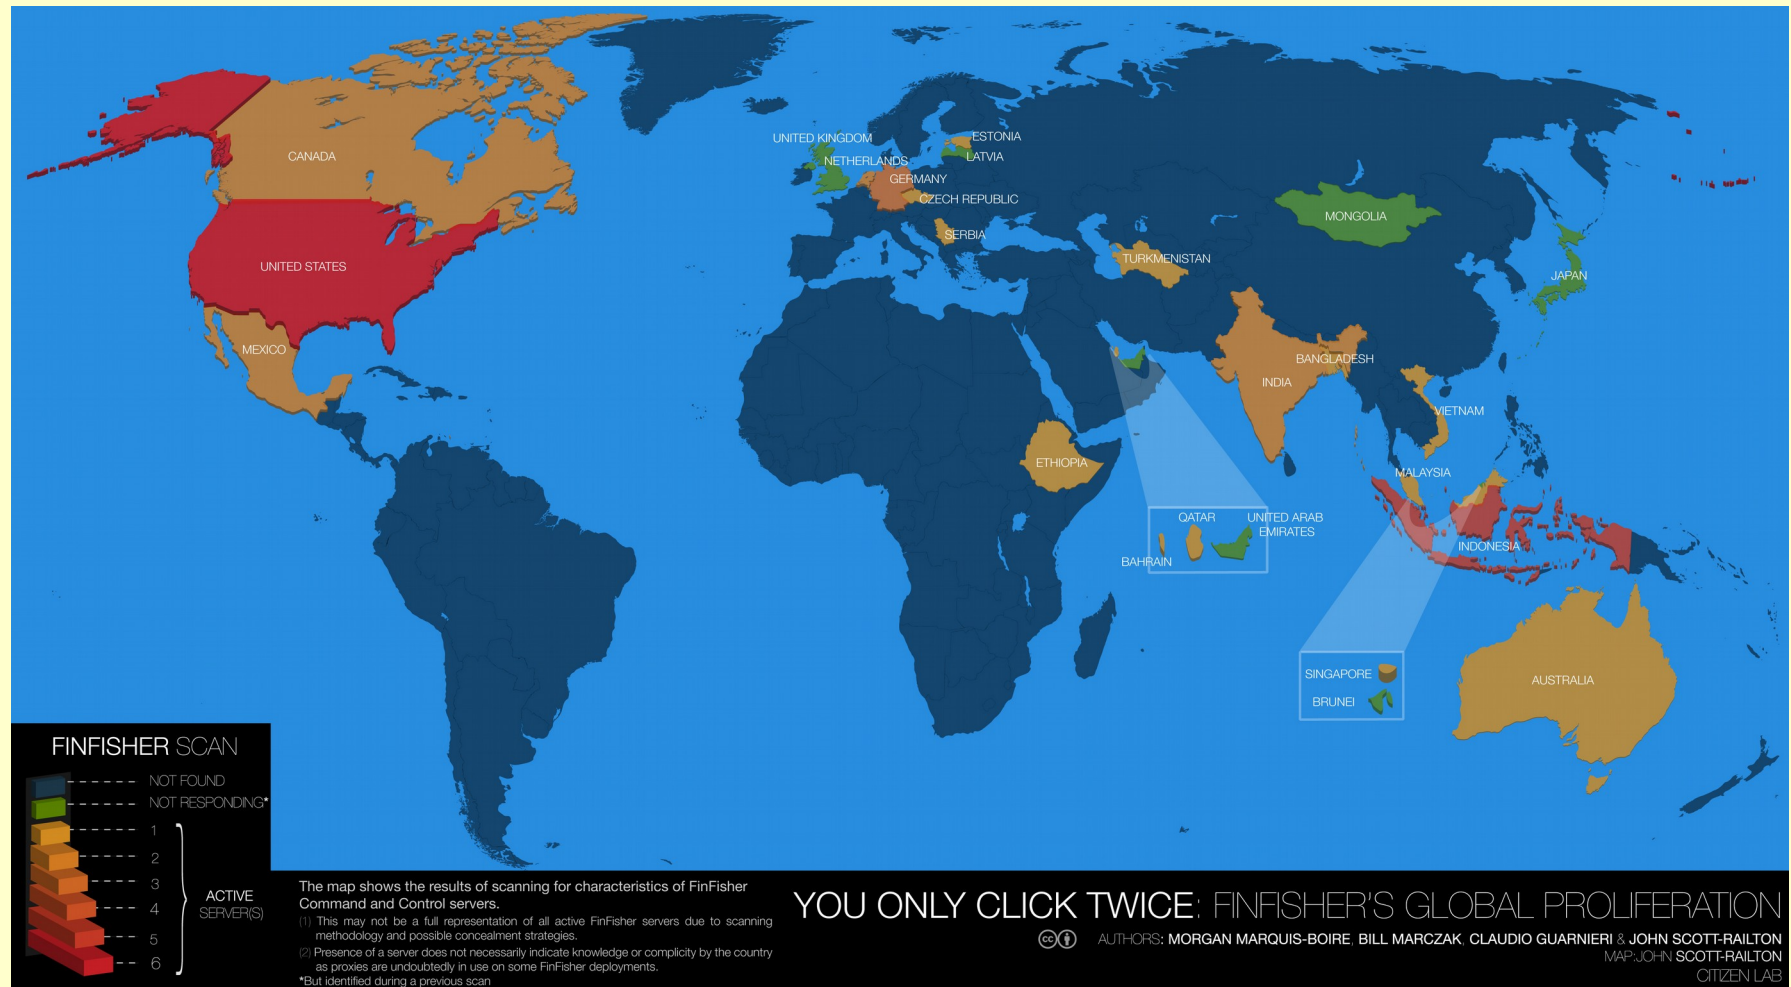 UNITED KINGDOM
ESTONIA
LATVIA
NETHERLANDS
GERMANY
CZECH REPUBLIC
SERBIA
CANADA
UNITED STATES
MEXICO
TURKMENISTAN
MONGOLIA
JAPAN
BANGLADESH
INDIA
VIETNAM
ETHIOPIA
MALAYSIA
QATAR
UNITED ARAB
EMIRATES
BAHRAIN
INDONESIA
SINGAPORE
BRUNEI
AUSTRALIA
FINFISHER SCAN
NOT FOUND
NOT RESPONDING*
1
2
3
4
5
6
ACTIVE
SERVER(S)
The map shows the results of scanning for characteristics of FinFisher
Command and Control servers.
(1) This may not be a full representation of all active FinFisher servers due to scanning
methodology and possible concealment strategies.
(2) Presence of a server does not necessarily indicate knowledge or complicity by the country
as proxies are undoubtedly in use on some FinFisher deployments.
*But identified during a previous scan
YOU ONLY CLICK TWICE: FINFISHER'S GLOBAL PROLIFERATION
cc AUTHORS: MORGAN MARQUIS-BOIRE, BILL MARCZAK, CLAUDIO GUARNIERI & JOHN SCOTT-RAILTON
MAP:JOHN SCOTT-RAILTON
CITIZEN LAB